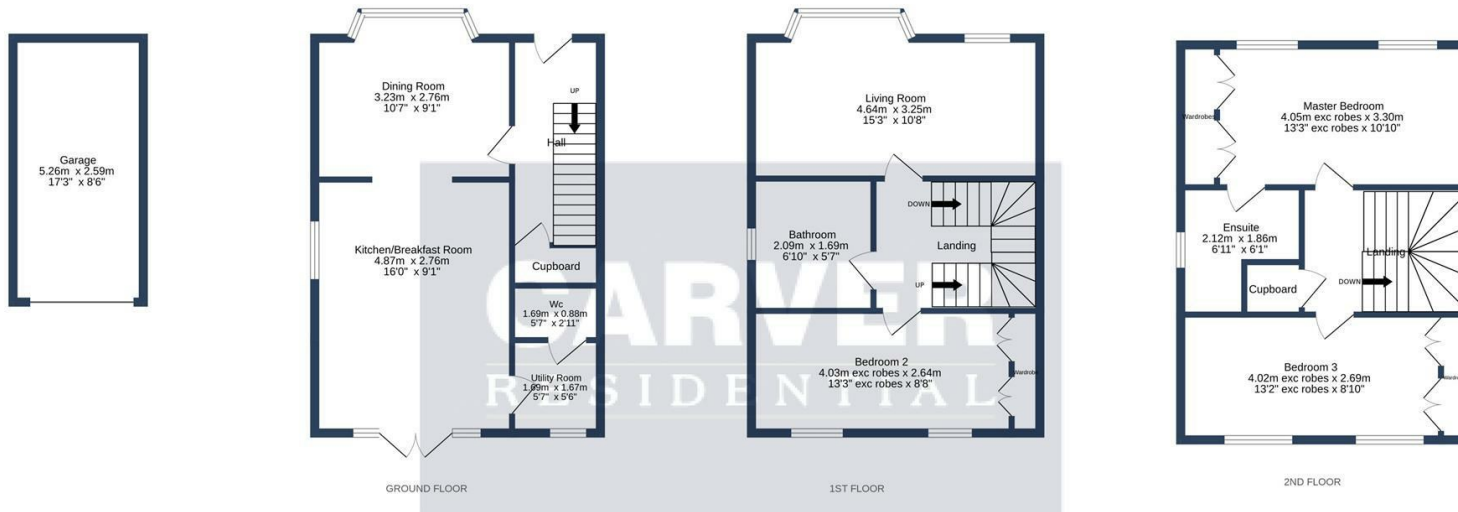 Garage
5.26m x 2.59m
17'3" x 8'6"
Dining Room
3.23m x 2.76m
10'7" x 9'1"
UP
Hall
Kitchen/Breakfast Room
4.87m x 2.76m
16'0" x 9'1"
Cupboard
Wc
1.69m x 0.88m
5'7" x 2'11"
Utility Room
1.69m x 1.67m
5'7" x 5'6"
GROUND FLOOR
Living Room
4.64m x 3.25m
15'3" x 10'8"
DOWN
Bathroom
2.09m x 1.69m
6'10" x 5'7"
Landing
UP
Bedroom 2
4.03m exc robes x 2.64m
13'3" exc robes x 8'8"
Wardrobe
1ST FLOOR
CARVER
RESIDENTIAL
Wardrobes
Master Bedroom
4.05m exc robes x 3.30m
13'3" exc robes x 10'10"
Ensuite
2.12m x 1.86m
6'11" x 6'1"
Landing
Cupboard
DOWN
Bedroom 3
4.02m exc robes x 2.69m
13'2" exc robes x 8'10"
2ND FLOOR